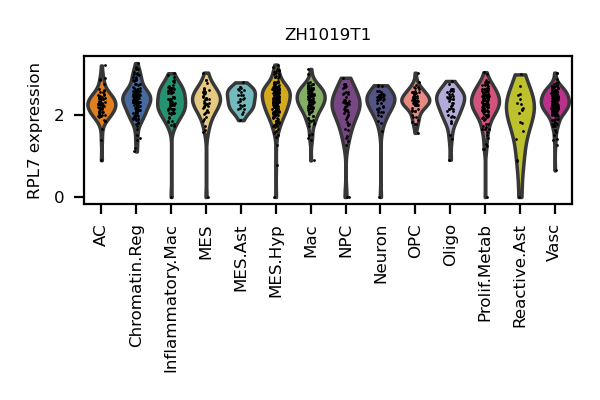 ZH1019T1
RPL7 expression
2
0
AC
Chromatin.Reg
Inflammatory.Mac
MES
MES.Ast
MES.Hyp
Mac
NPC
Neuron
OPC
Oligo
Prolif.Metab
Reactive.Ast
Vasc